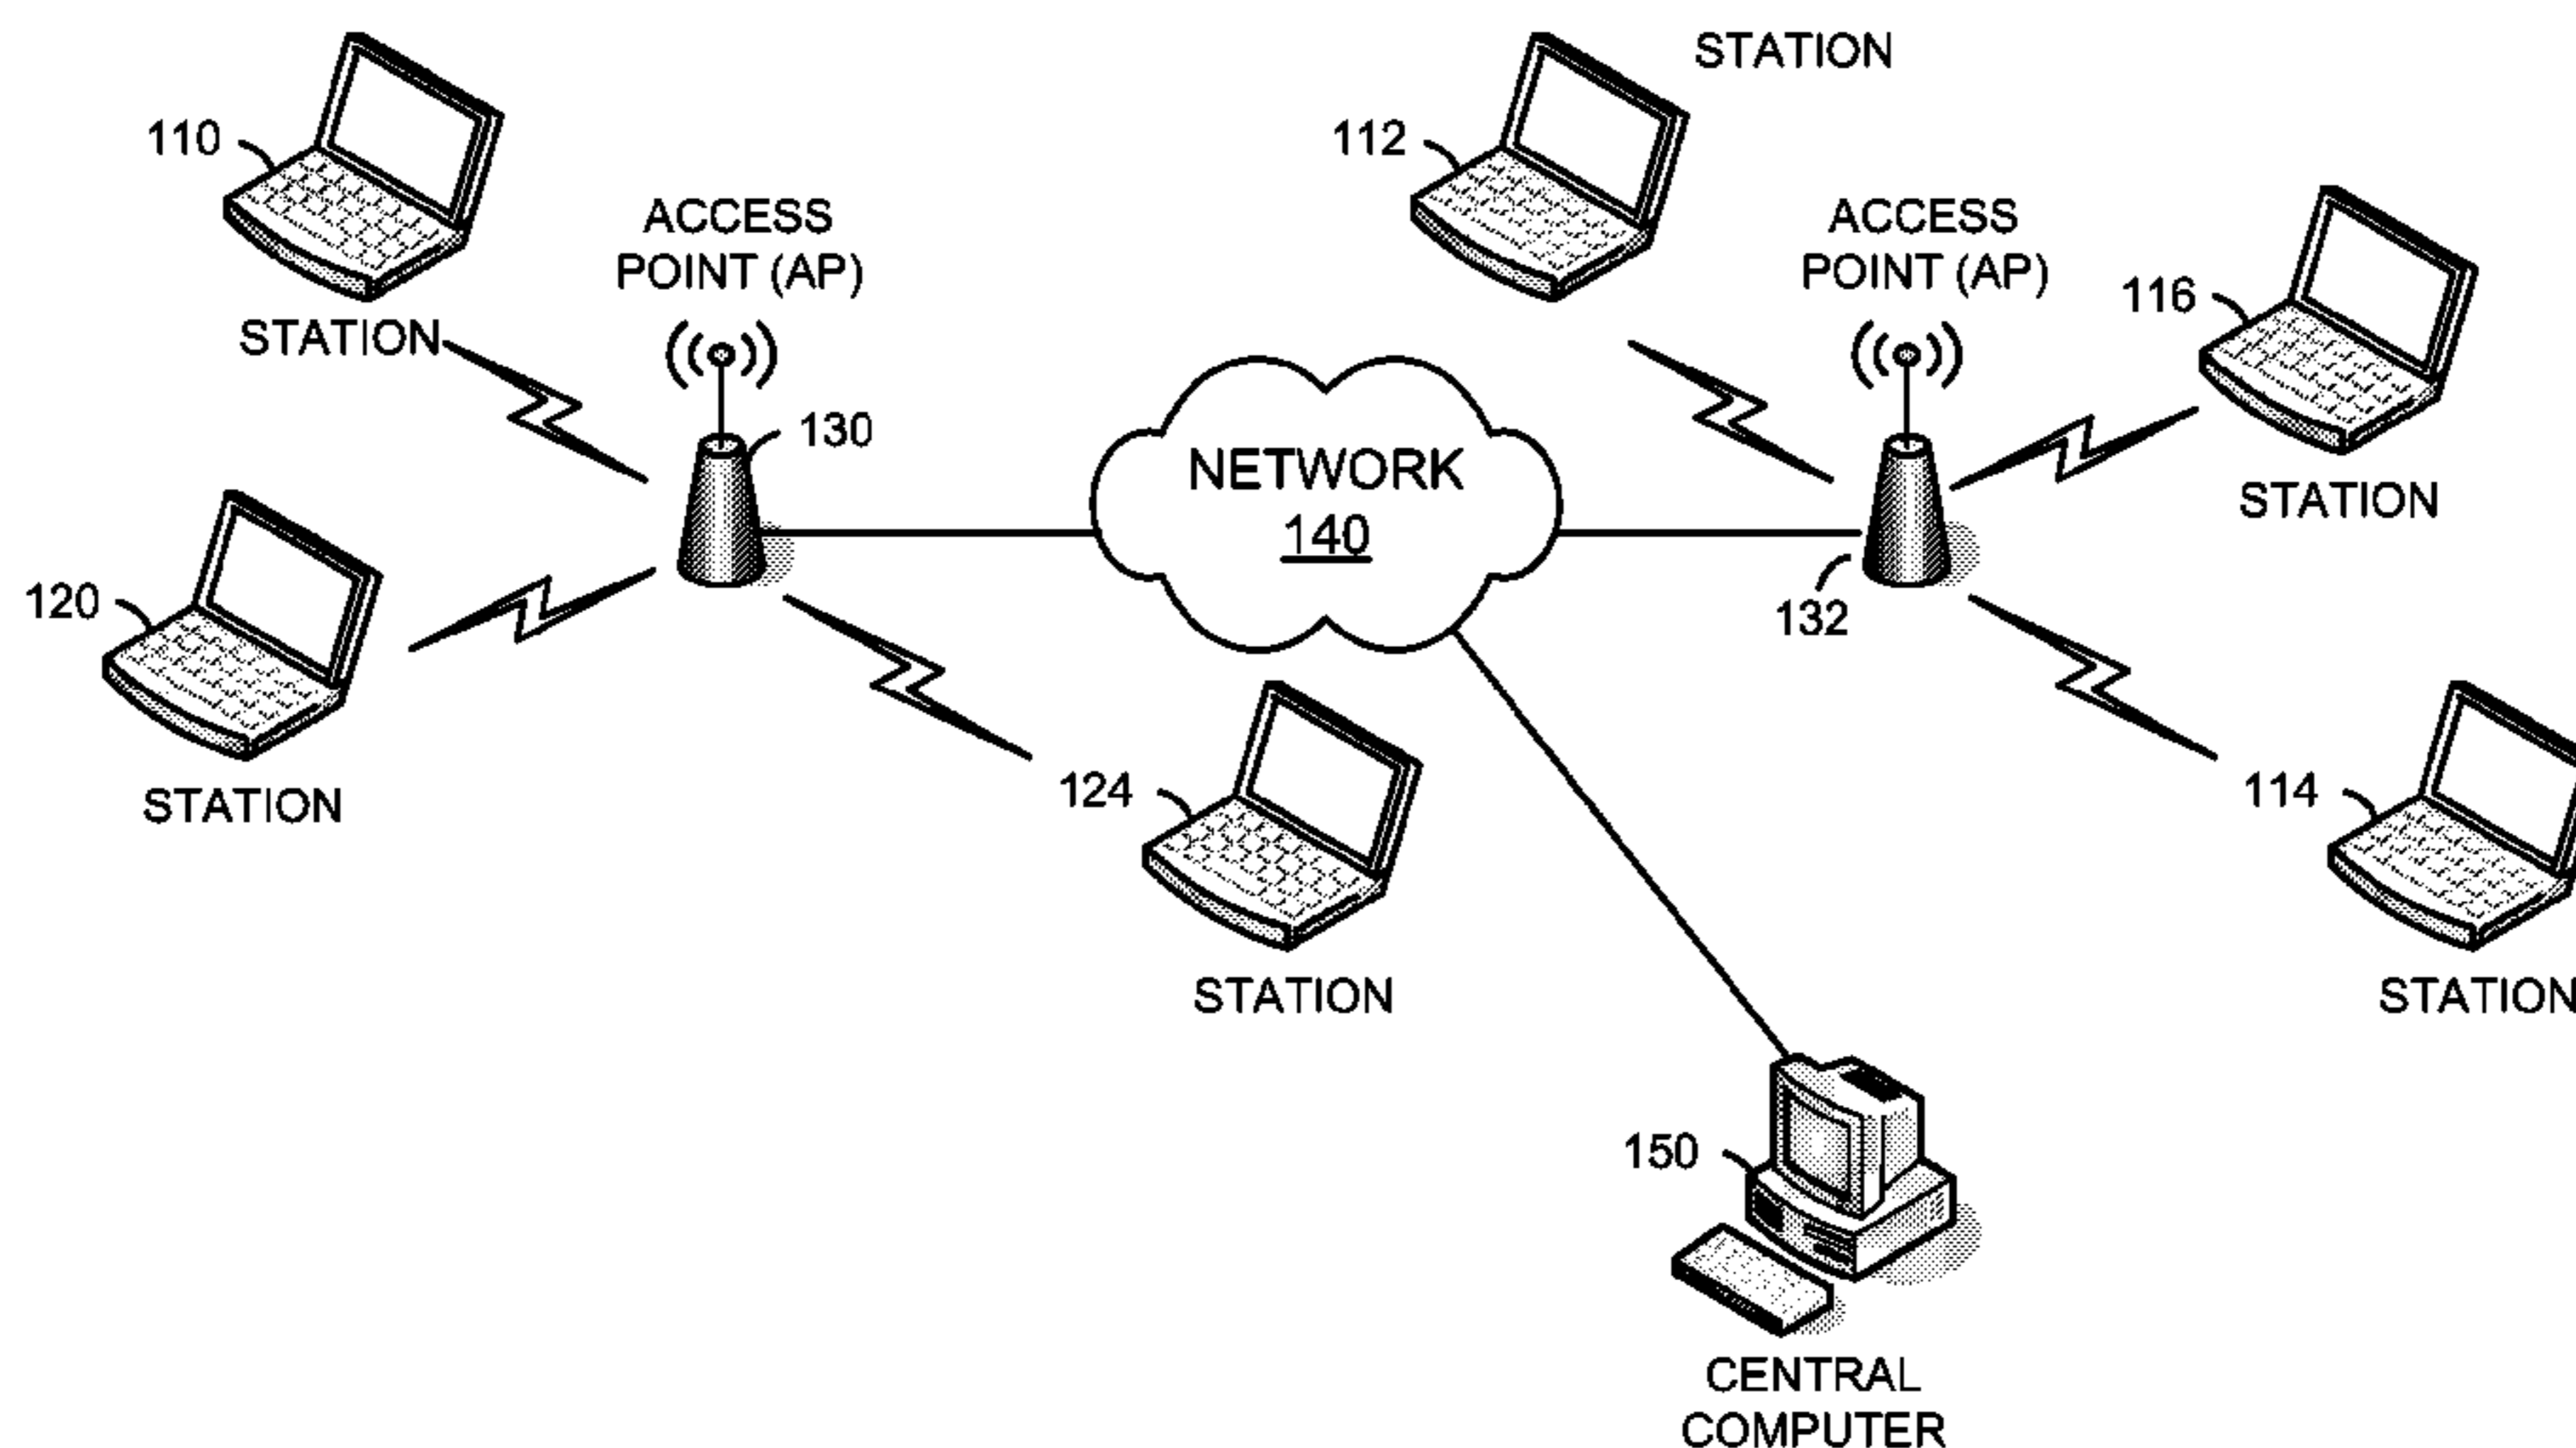 STATION
110
112
ACCESS
POINT (AP)
STATION
ACCESS
POINT (AP)
116
130
NETWORK
140
STATION
120
132
STATION
124
114
STATION
STATION
150
CENTRAL
COMPUTER